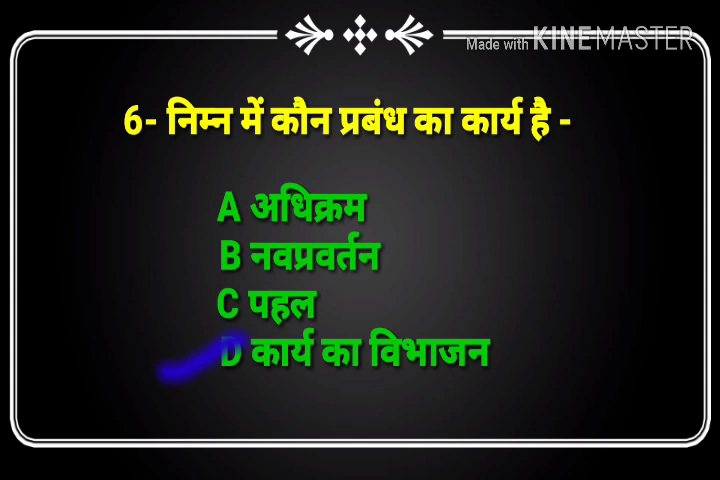 Made with KINEMASTER
6- निम्न में कौन प्रबंध का कार्य है -
A अधिक्रम
B नवप्रवर्तन
C पहल
D कार्य का विभाजन